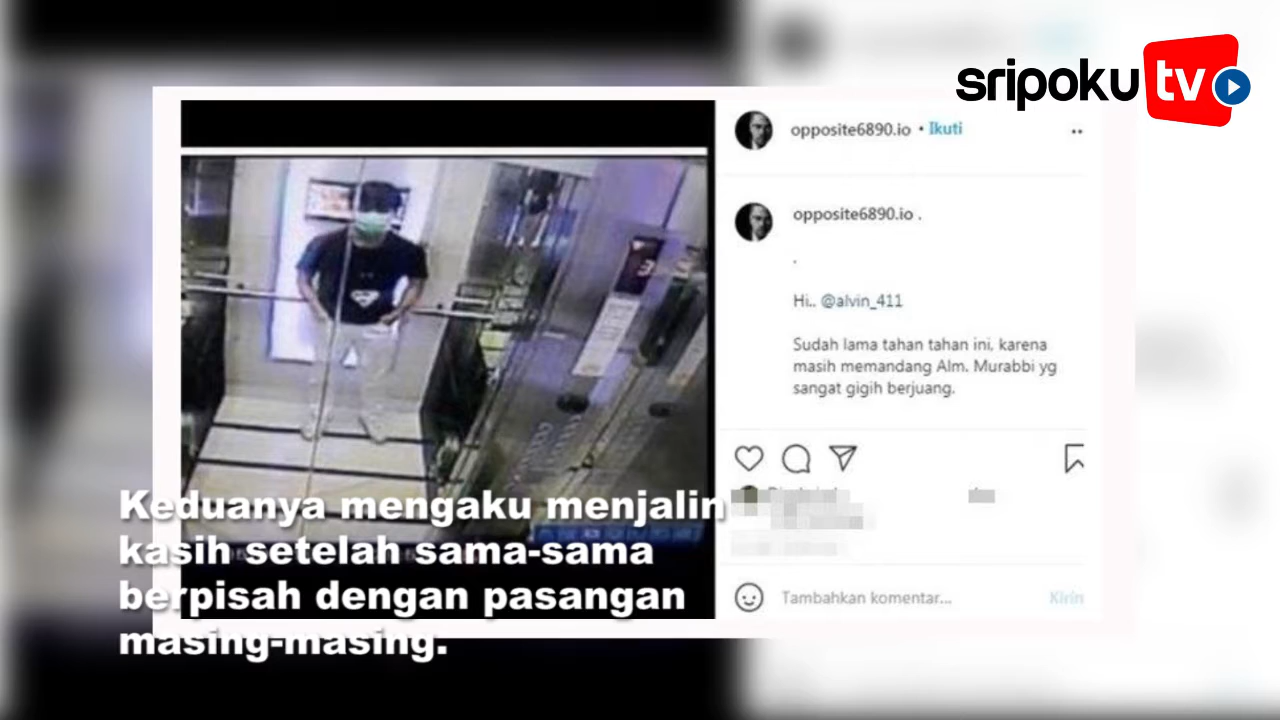 sripoku tv
opposite6890.io • Ikuti
opposite6890.io .
.
Hi.. @alvin_411
Sudah lama tahan tahan ini, karena
masih memandang Alm. Murabbi yg
sangat gigih berjuang.
Tambahkan komentar...
Kirim
3
Keduanya mengaku menjalin
kasih setelah sama-sama
berpisah dengan pasangan
masing-masing.